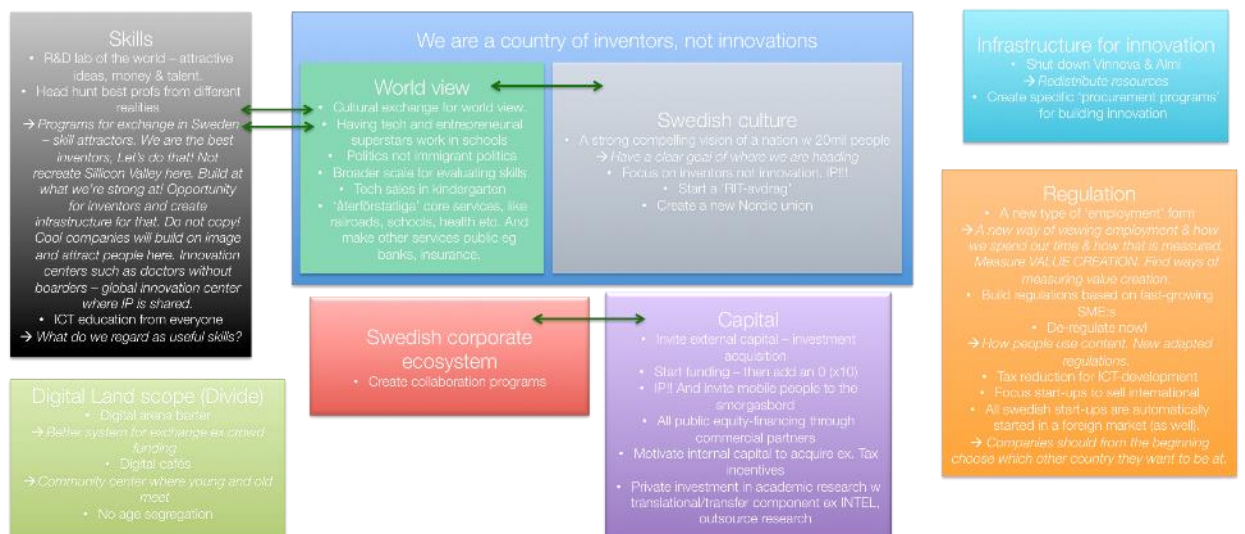 Skills
• R&D lab of the world – attractive
ideas, money & talent.
• Head hunt best profs from different
realities
→ Programs for exchange in Sweden
– skill attractors. We are the best
inventors, Let's do that! Not
recreate Sillicon Valley here. Build at
what we're strong at! Opportunity
for inventors and create
infrastructure for that. Do not copy!
Cool companies will build on image
and attract people here. Innovation
centers such as doctors without
boarders – global innovation center
where IP is shared.
• ICT education from everyone
→ What do we regard as useful skills?
Digital Land scope (Divide)
• Digital arena barter
→ Better system for exchange ex crowd
funding
• Digital cafés
→ Community center where young and old
meet
• No age segregation
We are a country of inventors, not innovations
World view
• Cultural exchange for world view.
• Having tech and entrepreneural
superstars work in schools
• Politics not immigrant politics
• Broader scale for evaluating skills
• Tech sales in kindergarten
• 'återförstatliga' core services, like
railroads, schools, health etc. And
make other services public eg
banks, insurance.
Swedish culture
• A strong compelling vision of a nation w 20mil people
→ Have a clear goal of where we are heading
• Focus on inventors not innovation. IP!!!
• Start a 'RIT-avdrag'
• Create a new Nordic union
Swedish corporate
ecosystem
• Create collaboration programs
Capital
• Invite external capital – investment
acquisition
• Start funding – then add an 0 (x10)
• IP!! And invite mobile people to the
smorgasbord
• All public equity-financing through
commercial partners
• Motivate internal capital to acquire ex. Tax
incentives
• Private investment in academic research w
translational/transfer component ex INTEL,
outsource research
Infrastructure for innovation
• Shut down Vinnova & Almi
→ Redistribute resources
• Create specific 'procurement programs'
for building innovation
Regulation
• A new type of 'employment' form
→ A new way of viewing employment & how
we spend our time & how that is measured.
Measure VALUE CREATION. Find ways of
measuring value creation.
• Build regulations based on fast-growing
SME:s
• De-regulate now!
→ How people use content. New adapted
regulations.
• Tax reduction for ICT-development
• Focus start-ups to sell international
• All swedish start-ups are automatically
started in a foreign market (as well).
→ Companies should from the beginning
choose which other country they want to be at.